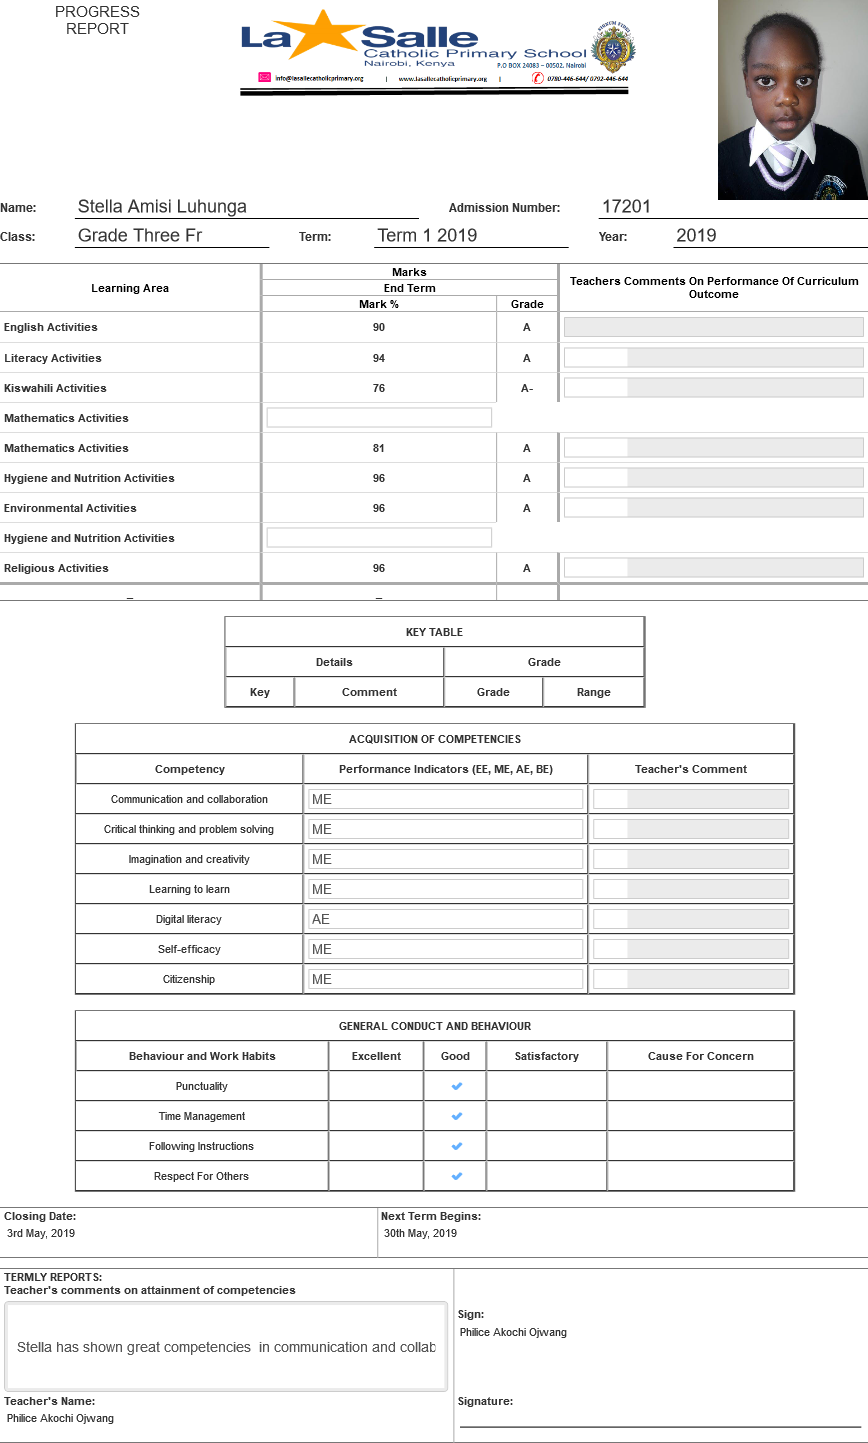 PROGRESS
REPORT
La Salle
Catholic Primary School
Nairobi, Kenya
P.O BOX 24083 – 00502, Nairobi
info@lasallecatholicprimary.org | www.lasallecatholicprimary.org | 0780-446-644/ 0792-446-644
Name: Stella Amisi Luhunga Admission Number: 17201
Class: Grade Three Fr Term: Term 1 2019 Year: 2019
Learning Area Marks Teachers Comments On Performance Of Curriculum Outcome
End Term
Mark % Grade
English Activities 90 A
Literacy Activities 94 A
Kiswahili Activities 76 A-
Mathematics Activities
Mathematics Activities 81 A
Hygiene and Nutrition Activities 96 A
Environmental Activities 96 A
Hygiene and Nutrition Activities
Religious Activities 96 A
_ _
KEY TABLE
Details Grade
Key Comment Grade Range
ACQUISITION OF COMPETENCIES
Competency Performance Indicators (EE, ME, AE, BE) Teacher's Comment
Communication and collaboration ME
Critical thinking and problem solving ME
Imagination and creativity ME
Learning to learn ME
Digital literacy AE
Self-efficacy ME
Citizenship ME
GENERAL CONDUCT AND BEHAVIOUR
Behaviour and Work Habits Excellent Good Satisfactory Cause For Concern
Punctuality
Time Management
Following Instructions
Respect For Others
Closing Date: Next Term Begins:
3rd May, 2019 30th May, 2019
TERMLY REPORTS:
Teacher's comments on attainment of competencies
Sign:
Philice Akochi Ojwang
Stella has shown great competencies in communication and collab
Teacher's Name: Signature:
Philice Akochi Ojwang